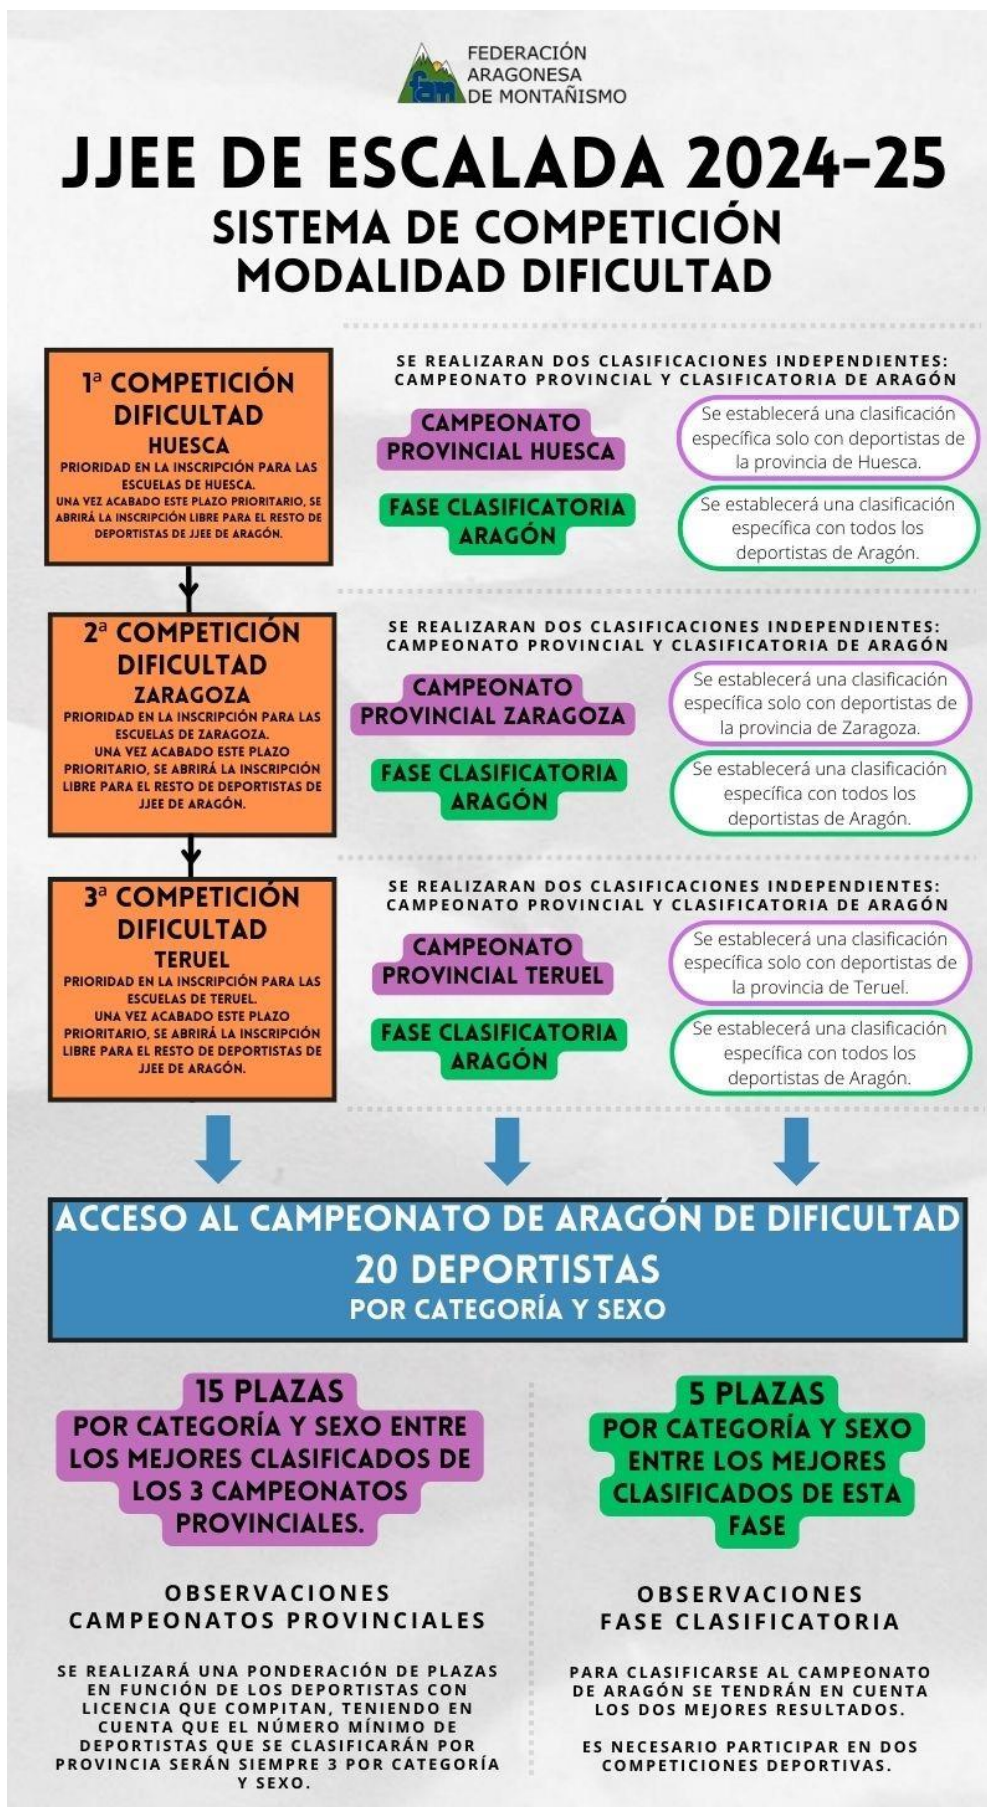 FEDERACIÓN
ARAGONESA
DE MONTAÑISMO
fam
JJEE DE ESCALADA 2024-25
SISTEMA DE COMPETICIÓN
MODALIDAD DIFICULTAD
1ª COMPETICIÓN
DIFICULTAD
HUESCA
PRIORIDAD EN LA INSCRIPCIÓN PARA LAS
ESCUELAS DE HUESCA.
UNA VEZ ACABADO ESTE PLAZO PRIORITARIO, SE
ABRIRÁ LA INSCRIPCIÓN LIBRE PARA EL RESTO DE
DEPORTISTAS DE JJEE DE ARAGÓN.
SE REALIZARAN DOS CLASIFICACIONES INDEPENDIENTES:
CAMPEONATO PROVINCIAL Y CLASIFICATORIA DE ARAGÓN
CAMPEONATO
PROVINCIAL HUESCA
Se establecerá una clasificación
específica solo con deportistas de
la provincia de Huesca.
FASE CLASIFICATORIA
ARAGÓN
Se establecerá una clasificación
específica con todos los
deportistas de Aragón.
2ª COMPETICIÓN
DIFICULTAD
ZARAGOZA
PRIORIDAD EN LA INSCRIPCIÓN PARA LAS
ESCUELAS DE ZARAGOZA.
UNA VEZ ACABADO ESTE PLAZO
PRIORITARIO, SE ABRIRÁ LA INSCRIPCIÓN
LIBRE PARA EL RESTO DE DEPORTISTAS DE
JJEE DE ARAGÓN.
SE REALIZARAN DOS CLASIFICACIONES INDEPENDIENTES:
CAMPEONATO PROVINCIAL Y CLASIFICATORIA DE ARAGÓN
CAMPEONATO
PROVINCIAL ZARAGOZA
Se establecerá una clasificación
específica solo con deportistas de
la provincia de Zaragoza.
FASE CLASIFICATORIA
ARAGÓN
Se establecerá una clasificación
específica con todos los
deportistas de Aragón.
3ª COMPETICIÓN
DIFICULTAD
TERUEL
PRIORIDAD EN LA INSCRIPCIÓN PARA LAS
ESCUELAS DE TERUEL.
UNA VEZ ACABADO ESTE PLAZO
PRIORITARIO, SE ABRIRÁ LA INSCRIPCIÓN
LIBRE PARA EL RESTO DE DEPORTISTAS DE
JJEE DE ARAGÓN.
SE REALIZARAN DOS CLASIFICACIONES INDEPENDIENTES:
CAMPEONATO PROVINCIAL Y CLASIFICATORIA DE ARAGÓN
CAMPEONATO
PROVINCIAL TERUEL
Se establecerá una clasificación
específica solo con deportistas de
la provincia de Teruel.
FASE CLASIFICATORIA
ARAGÓN
Se establecerá una clasificación
específica con todos los
deportistas de Aragón.
ACCESO AL CAMPEONATO DE ARAGÓN DE DIFICULTAD
20 DEPORTISTAS
POR CATEGORÍA Y SEXO
15 PLAZAS
POR CATEGORÍA Y SEXO ENTRE
LOS MEJORES CLASIFICADOS DE
LOS 3 CAMPEONATOS
PROVINCIALES.
OBSERVACIONES
CAMPEONATOS PROVINCIALES
SE REALIZARÁ UNA PONDERACIÓN DE PLAZAS
EN FUNCIÓN DE LOS DEPORTISTAS CON
LICENCIA QUE COMPITAN, TENIENDO EN
CUENTA QUE EL NÚMERO MÍNIMO DE
DEPORTISTAS QUE SE CLASIFICARÁN POR
PROVINCIA SERÁN SIEMPRE 3 POR CATEGORÍA
Y SEXO.
5 PLAZAS
POR CATEGORÍA Y SEXO
ENTRE LOS MEJORES
CLASIFICADOS DE ESTA
FASE
OBSERVACIONES
FASE CLASIFICATORIA
PARA CLASIFICARSE AL CAMPEONATO
DE ARAGÓN SE TENDRÁN EN CUENTA
LOS DOS MEJORES RESULTADOS.
ES NECESARIO PARTICIPAR EN DOS
COMPETICIONES DEPORTIVAS.